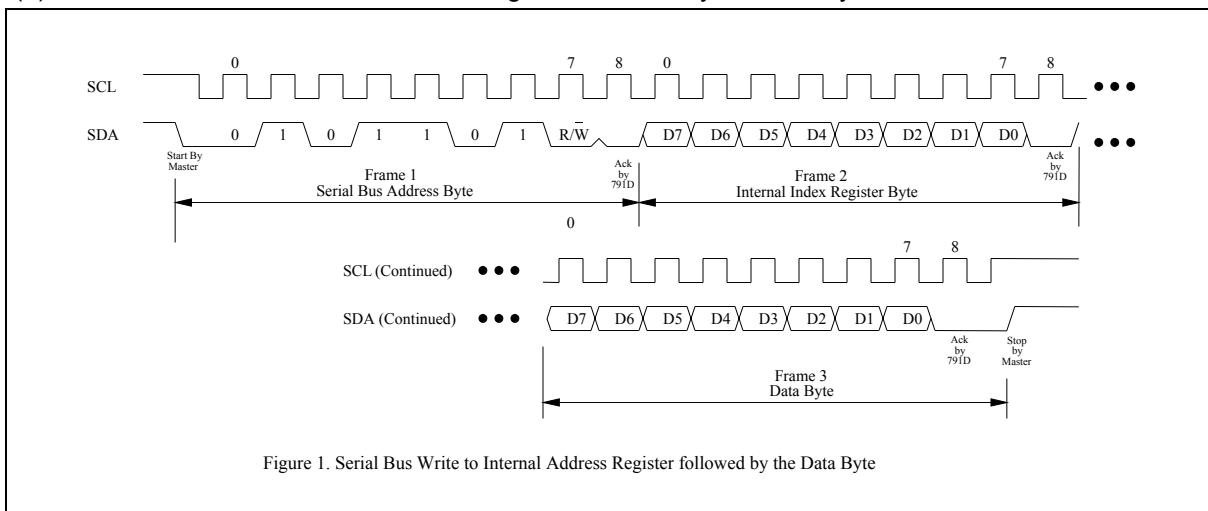 0 7 8 0 7 8
SCL
SDA 0 1 0 1 1 0 1 R/W D7 D6 D5 D4 D3 D2 D1 D0
Start By
Master
Ack
by
791D
Ack
by
791D
Frame 1
Serial Bus Address Byte
Frame 2
Internal Index Register Byte
0
7 8
SCL (Continued)
SDA (Continued) D7 D6 D5 D4 D3 D2 D1 D0
Ack
by
791D
Stop
by
Master
Frame 3
Data Byte
Figure 1. Serial Bus Write to Internal Address Register followed by the Data Byte